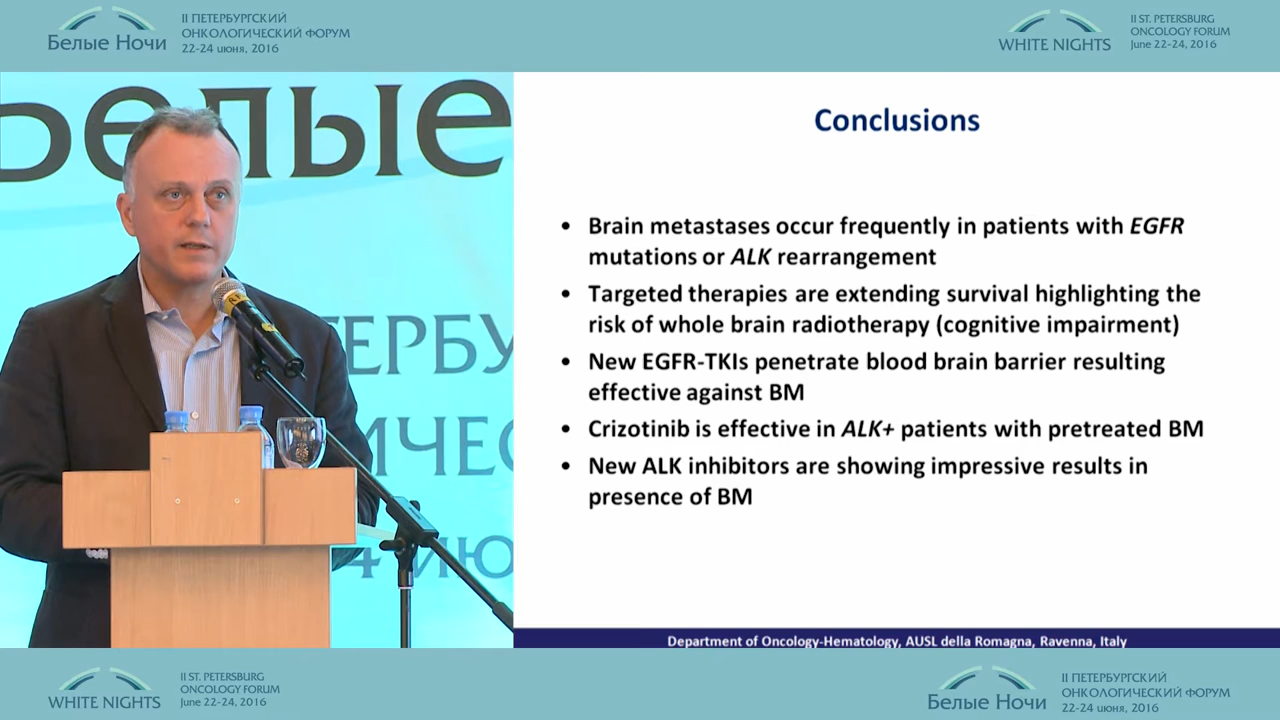 Белые Ночи
II ПЕТЕРБУРГСКИЙ
ОНКОЛОГИЧЕСКИЙ ФОРУМ
22-24 июня, 2016
WHITE NIGHTS
II ST. PETERSBURG
ONCOLOGY FORUM
June 22-24, 2016
Белые
ТЕРБУ
ИЧЕС
4 ИЮ
Conclusions
• Brain metastases occur frequently in patients with EGFR
mutations or ALK rearrangement
• Targeted therapies are extending survival highlighting the
risk of whole brain radiotherapy (cognitive impairment)
• New EGFR-TKIs penetrate blood brain barrier resulting
effective against BM
• Crizotinib is effective in ALK+ patients with pretreated BM
• New ALK inhibitors are showing impressive results in
presence of BM
Department of Oncology-Hematology, AUSL della Romagna, Ravenna, Italy
WHITE NIGHTS
II ST. PETERSBURG
ONCOLOGY FORUM
June 22-24, 2016
Белые Ночи
II ПЕТЕРБУРГСКИЙ
ОНКОЛОГИЧЕСКИЙ ФОРУМ
22-24 июня, 2016